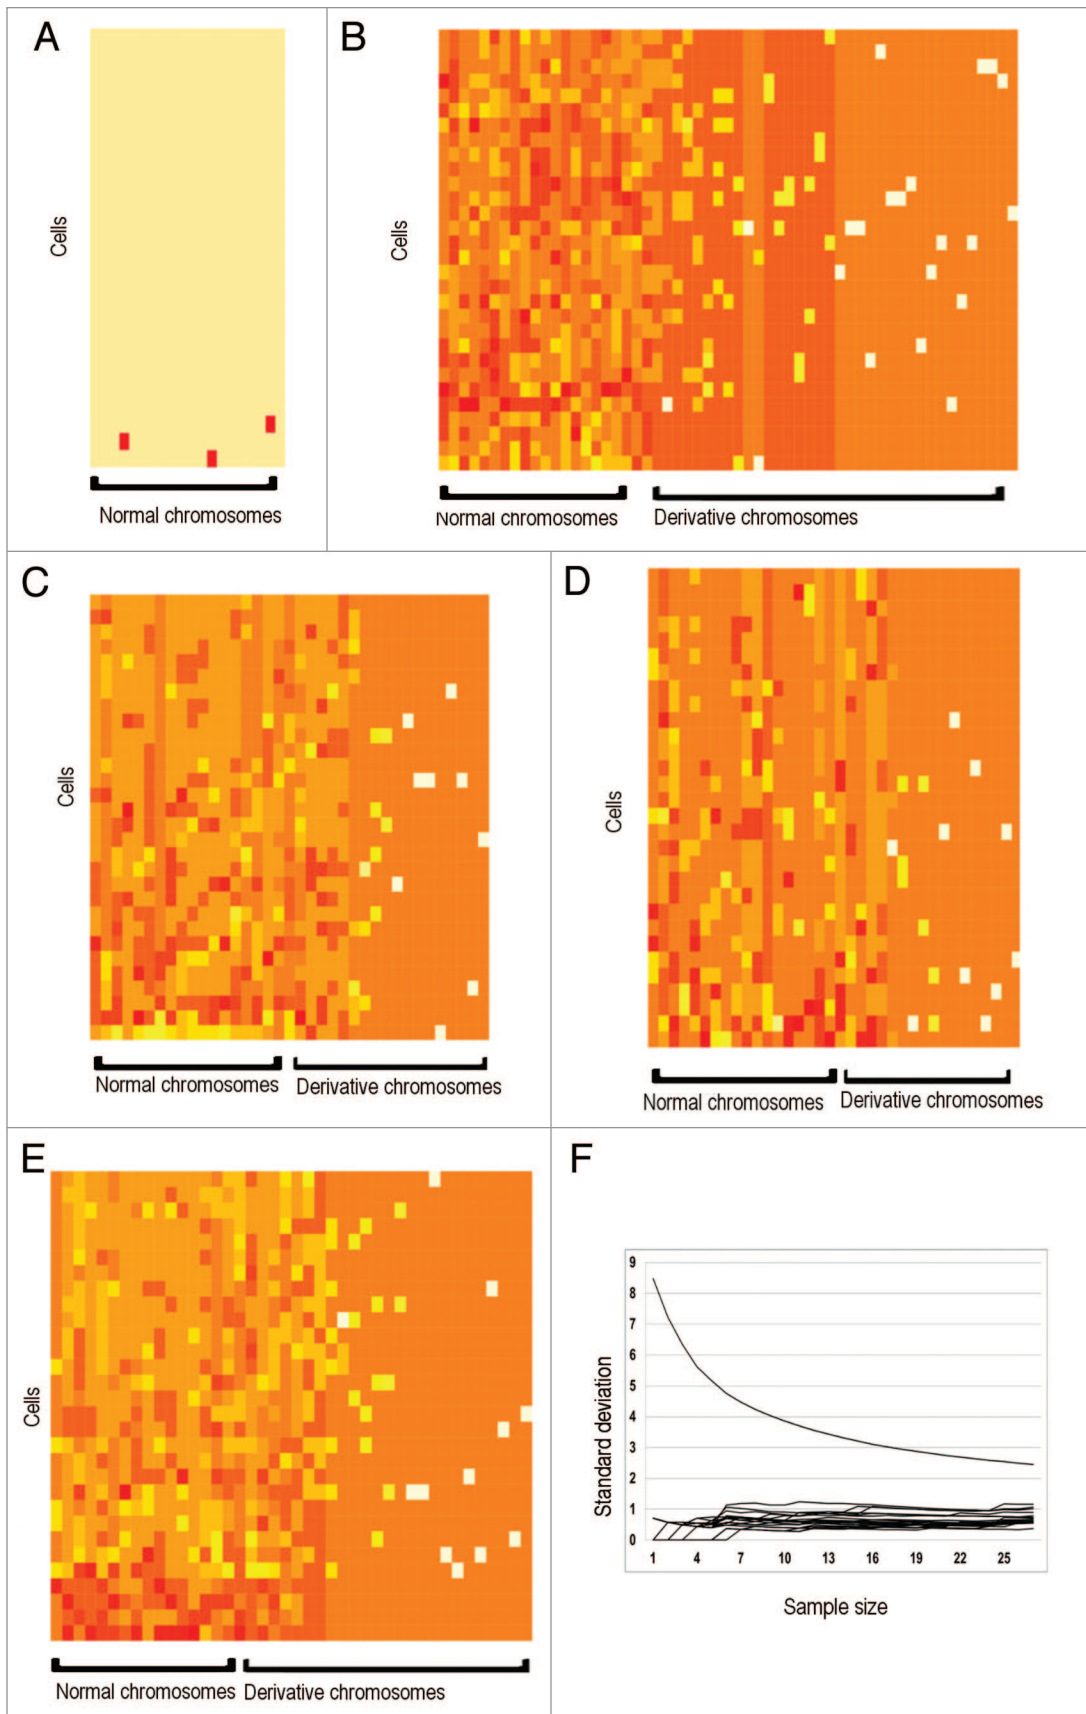 A
B
Cells
Cells
Normal chromosomes
Normal chromosomes
Derivative chromosomes
C
D
Cells
Cells
Normal chromosomes
Derivative chromosomes
Normal chromosomes
Derivative chromosomes
E
F
Cells
Standard deviation
9
8
7
6
5
4
3
2
1
0
1 4 7 10 13 16 19 22 25
Sample size
Normal chromosomes
Derivative chromosomes